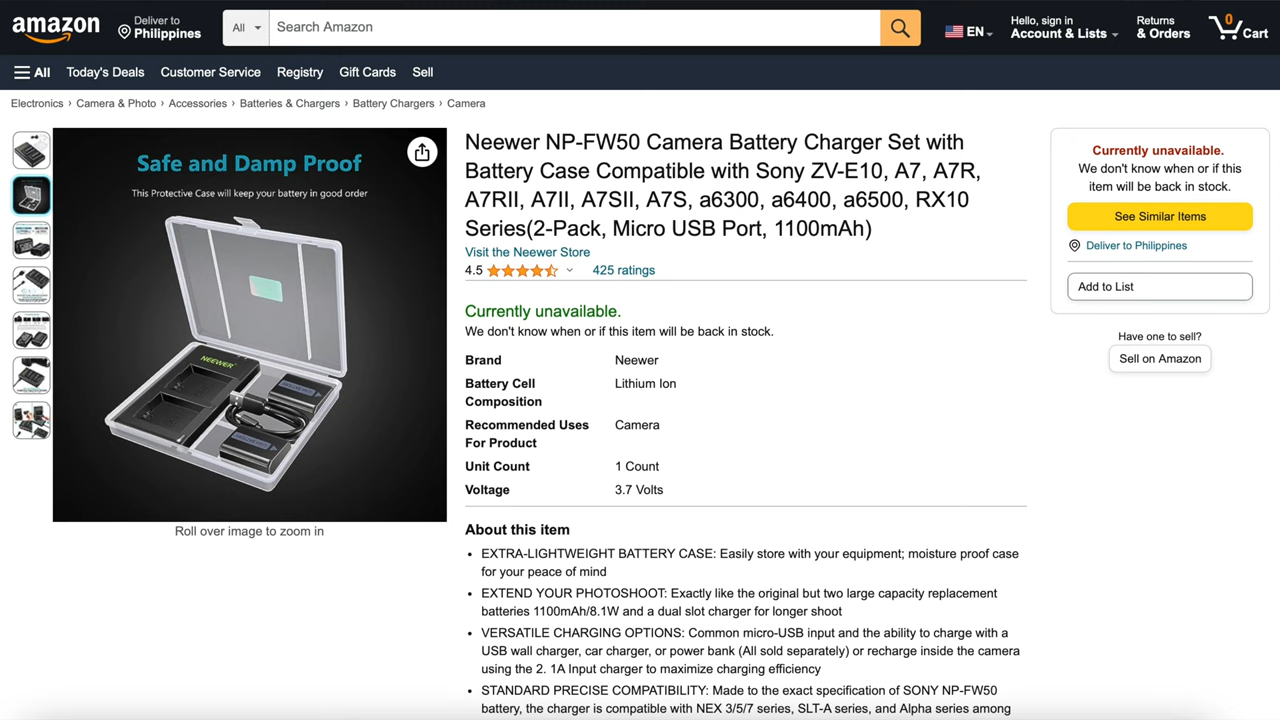 amazon
Deliver to
Philippines
All
Search Amazon
EN
Hello, sign in
Account & Lists
Returns
& Orders
0
Cart
All
Today's Deals
Customer Service
Registry
Gift Cards
Sell
Electronics › Camera & Photo › Accessories › Batteries & Chargers › Battery Chargers › Camera
Safe and Damp Proof
This Protective Case will keep your battery in good order
NEEWER
Roll over image to zoom in
Neewer NP-FW50 Camera Battery Charger Set with
Battery Case Compatible with Sony ZV-E10, A7, A7R,
A7RII, A7II, A7SII, A7S, a6300, a6400, a6500, RX10
Series(2-Pack, Micro USB Port, 1100mAh)
Visit the Neewer Store
4.5
425 ratings
Currently unavailable.
We don't know when or if this item will be back in stock.
Brand Neewer
Battery Cell Lithium Ion
Composition
Recommended Uses Camera
For Product
Unit Count 1 Count
Voltage 3.7 Volts
About this item
• EXTRA-LIGHTWEIGHT BATTERY CASE: Easily store with your equipment; moisture proof case
for your peace of mind
• EXTEND YOUR PHOTOSHOOT: Exactly like the original but two large capacity replacement
batteries 1100mAh/8.1W and a dual slot charger for longer shoot
• VERSATILE CHARGING OPTIONS: Common micro-USB input and the ability to charge with a
USB wall charger, car charger, or power bank (All sold separately) or recharge inside the camera
using the 2. 1A Input charger to maximize charging efficiency
• STANDARD PRECISE COMPATIBILITY: Made to the exact specification of SONY NP-FW50
battery, the charger is compatible with NEX 3/5/7 series, SLT-A series, and Alpha series among
Currently unavailable.
We don't know when or if this
item will be back in stock.
See Similar Items
Deliver to Philippines
Add to List
Have one to sell?
Sell on Amazon